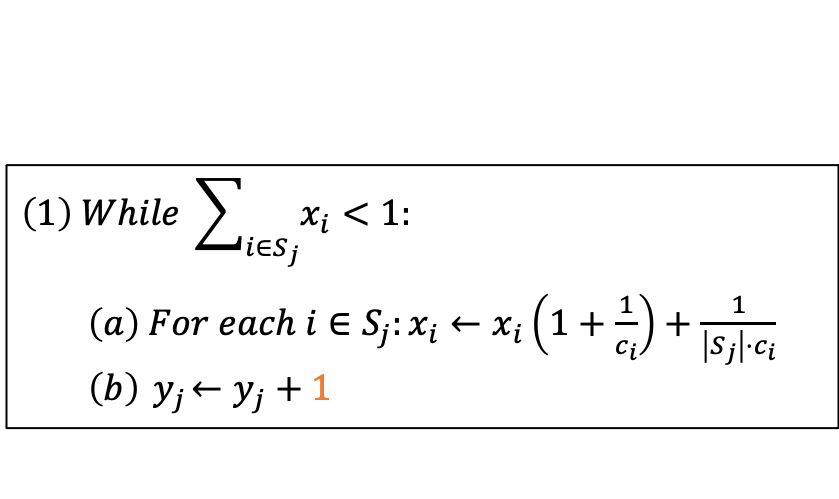 (1) While ∑_{i∈S_j} x_i < 1:
(a) For each i ∈ S_j: x_i ← x_i (1 + 1/c_i) + 1/(|S_j|·c_i)
(b) y_j ← y_j + 1